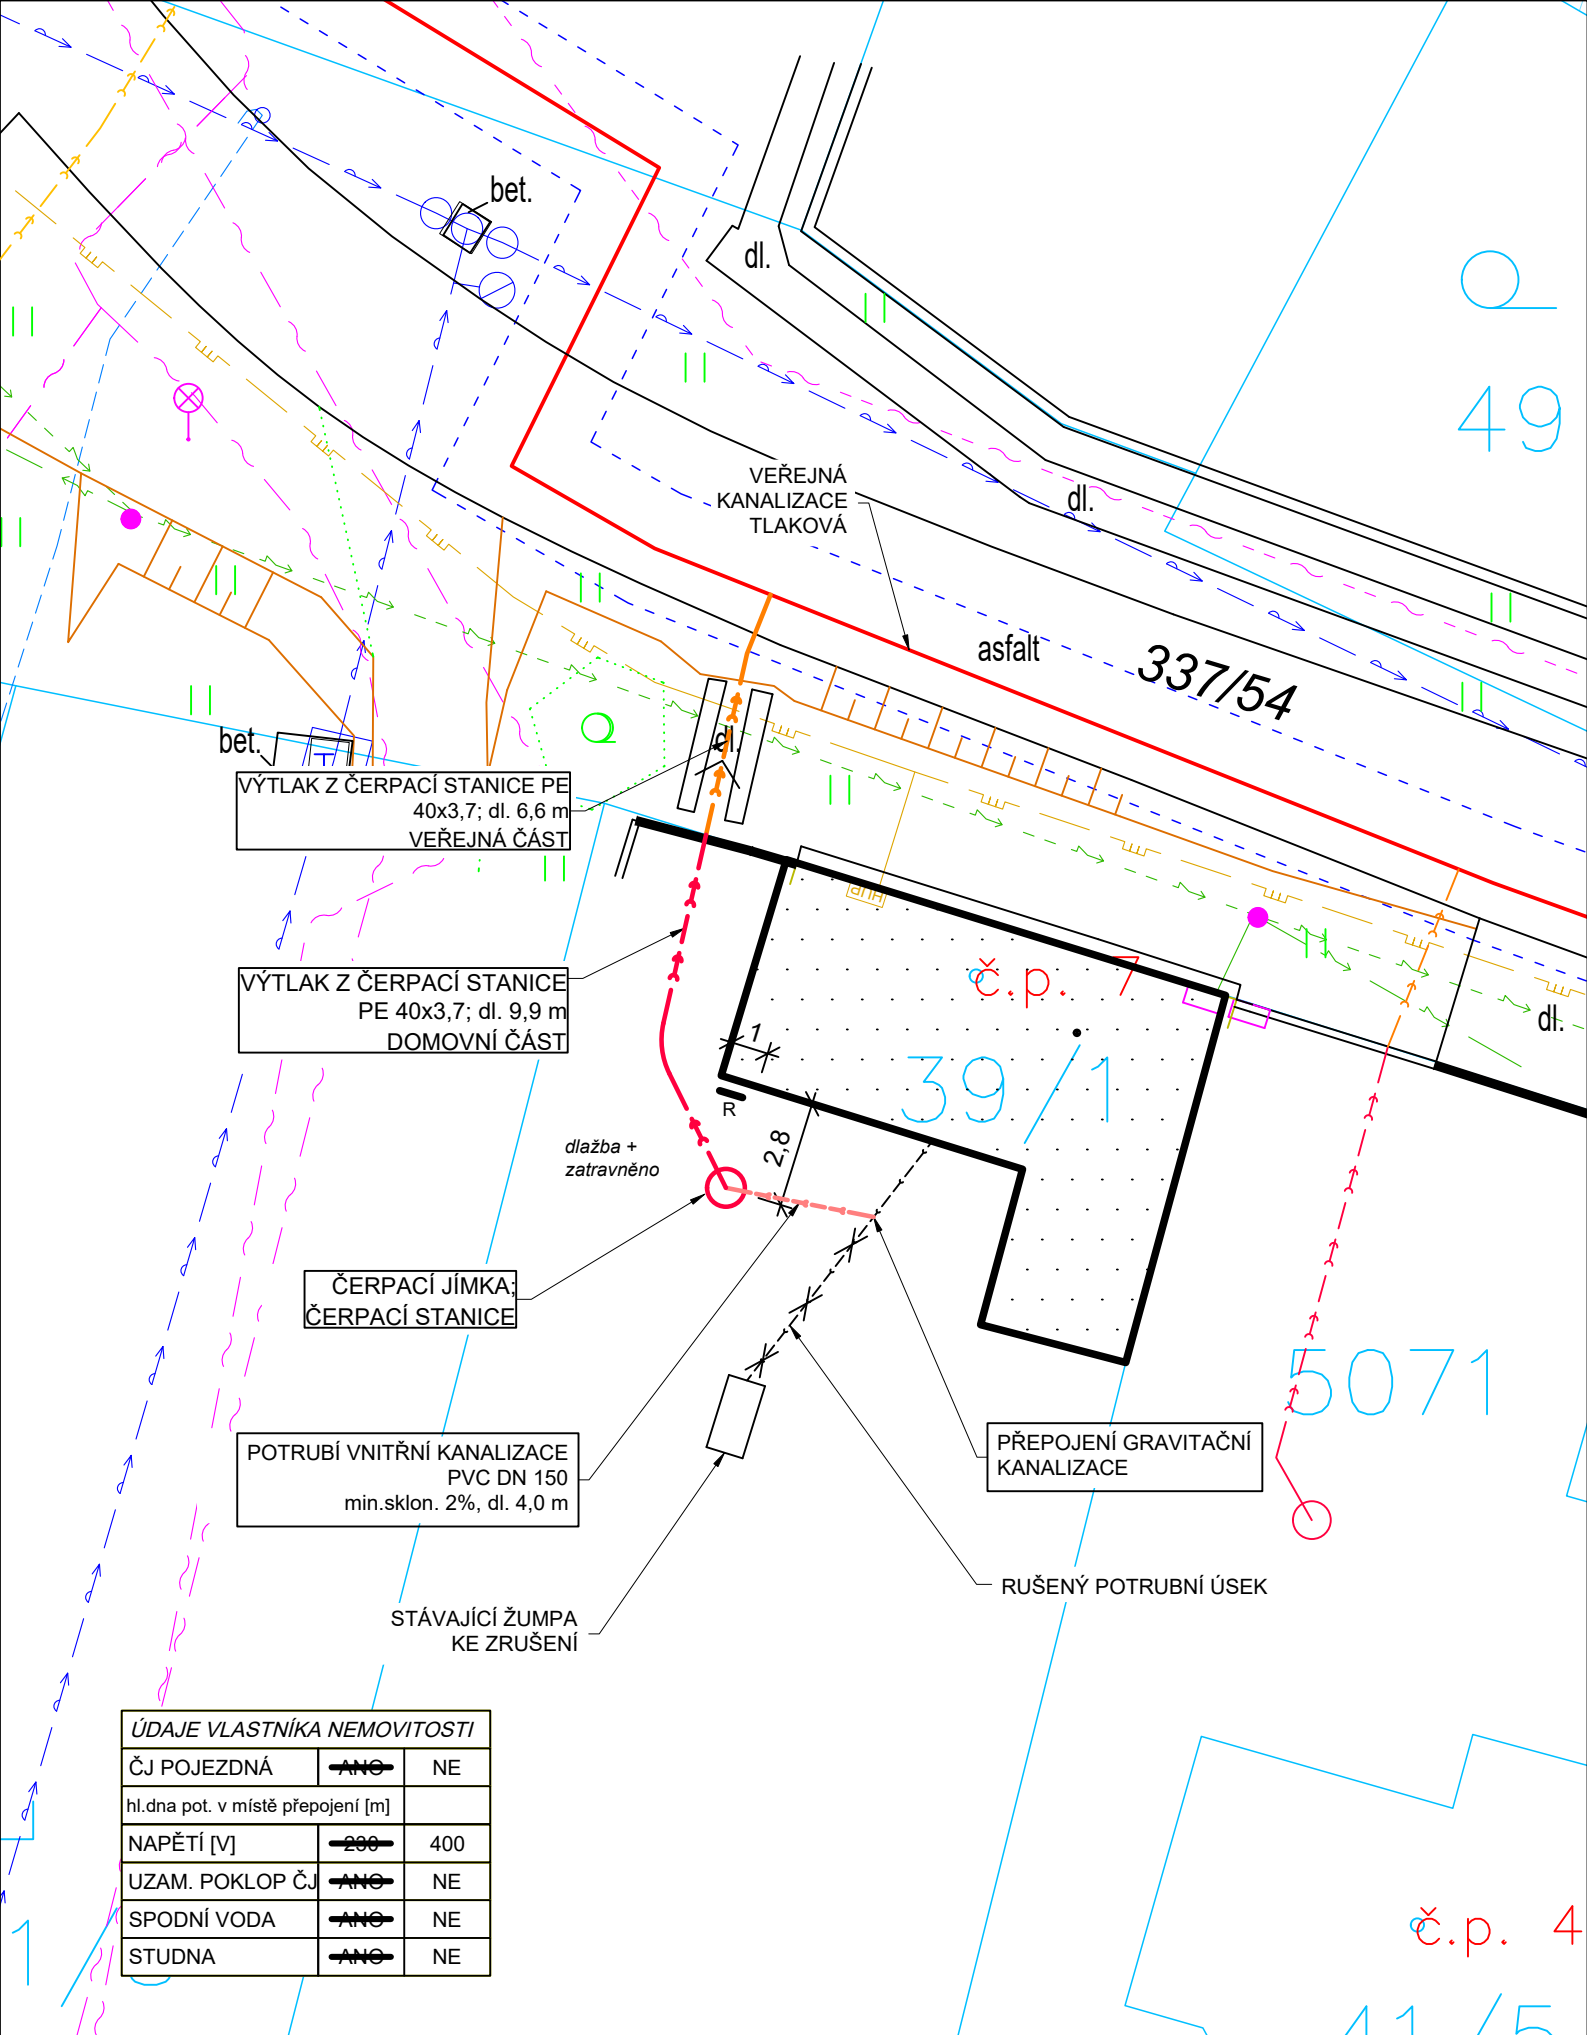 bet.
dl.
49
VEŘEJNÁ
KANALIZACE
TLAKOVÁ
dl.
asfalt
337/54
bet.
dl.
VÝTLAK Z ČERPACÍ STANICE PE
40x3,7; dl. 6,6 m
VEŘEJNÁ ČÁST
HUP
VÝTLAK Z ČERPACÍ STANICE
PE 40x3,7; dl. 9,9 m
DOMOVNÍ ČÁST
č.p. 7
dl.
1
39/1
R
2,8
dlažba +
zatravněno
ČERPACÍ JÍMKA;
ČERPACÍ STANICE
5071
POTRUBÍ VNITŘNÍ KANALIZACE
PVC DN 150
min.sklon. 2%, dl. 4,0 m
PŘEPOJENÍ GRAVITAČNÍ
KANALIZACE
RUŠENÝ POTRUBNÍ ÚSEK
STÁVAJÍCÍ ŽUMPA
KE ZRUŠENÍ
ÚDAJE VLASTNÍKA NEMOVITOSTI
ČJ POJEZDNÁ ANO NE
hl.dna pot. v místě přepojení [m]
NAPĚTÍ [V] 230 400
UZAM. POKLOP ČJ ANO NE
SPODNÍ VODA ANO NE
STUDNA ANO NE
1
č.p. 4
41/5